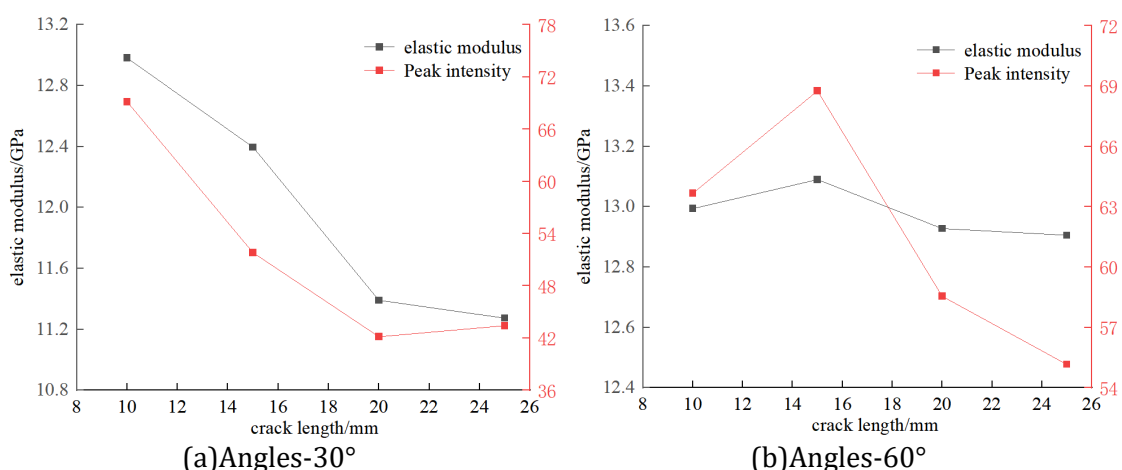 13.2
12.8
12.4
12.0
11.6
11.2
10.8
elastic modulus/GPa
78
72
66
60
54
48
42
36
elastic modulus
Peak intensity
8 10 12 14 16 18 20 22 24 26
crack length/mm
(a)Angles-30°
13.6
13.4
13.2
13.0
12.8
12.6
12.4
elastic modulus/GPa
72
69
66
63
60
57
54
elastic modulus
Peak intensity
8 10 12 14 16 18 20 22 24 26
crack length/mm
(b)Angles-60°